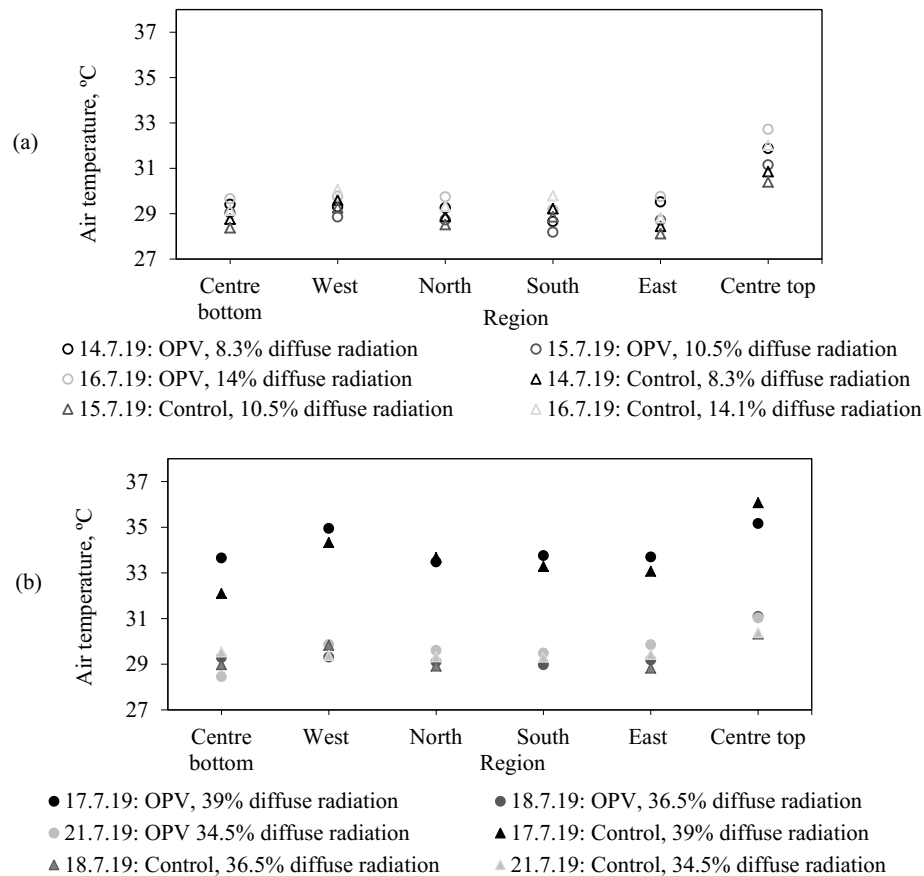 (a)
Air temperature, ºC
37
35
33
31
29
27
Centre bottom
West
North
South
East
Centre top
Region
14.7.19: OPV, 8.3% diffuse radiation
15.7.19: OPV, 10.5% diffuse radiation
16.7.19: OPV, 14% diffuse radiation
14.7.19: Control, 8.3% diffuse radiation
15.7.19: Control, 10.5% diffuse radiation
16.7.19: Control, 14.1% diffuse radiation
(b)
Air temperature, ºC
37
35
33
31
29
27
Centre bottom
West
North
South
East
Centre top
Region
17.7.19: OPV, 39% diffuse radiation
18.7.19: OPV, 36.5% diffuse radiation
21.7.19: OPV 34.5% diffuse radiation
17.7.19: Control, 39% diffuse radiation
18.7.19: Control, 36.5% diffuse radiation
21.7.19: Control, 34.5% diffuse radiation